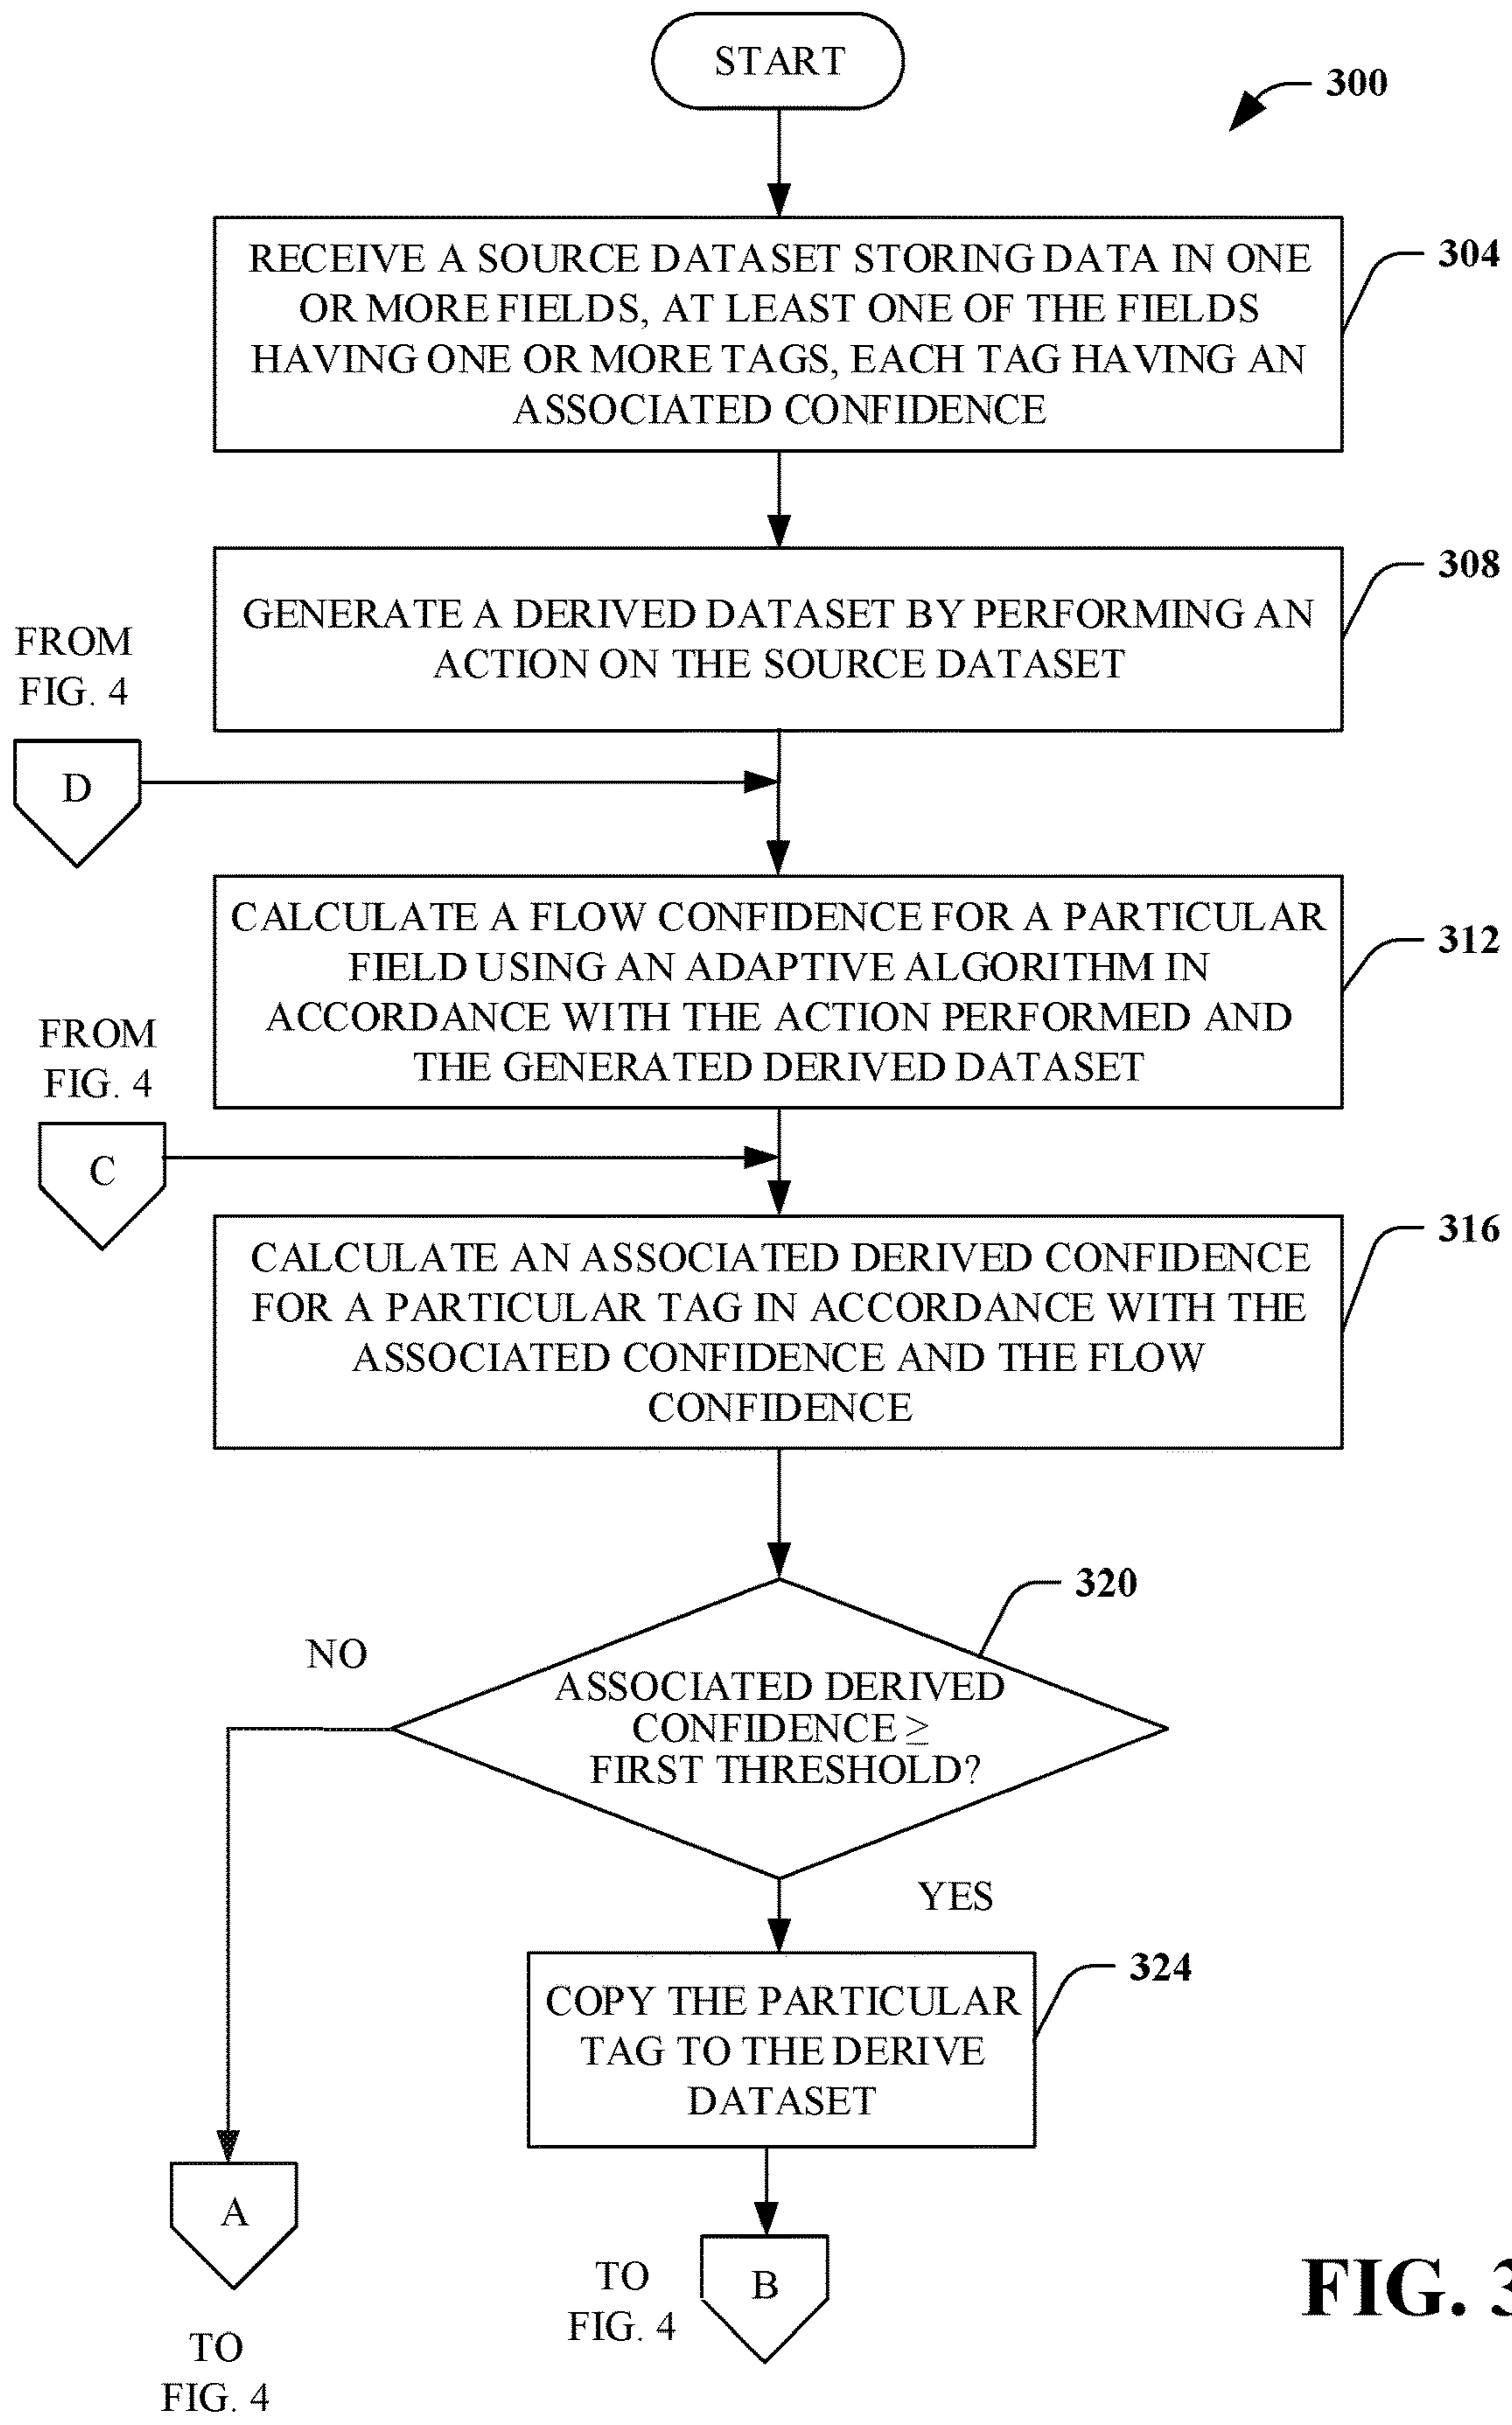 START
300
RECEIVE A SOURCE DATASET STORING DATA IN ONE
OR MORE FIELDS, AT LEAST ONE OF THE FIELDS
HAVING ONE OR MORE TAGS, EACH TAG HAVING AN
ASSOCIATED CONFIDENCE
304
GENERATE A DERIVED DATASET BY PERFORMING AN
ACTION ON THE SOURCE DATASET
308
FROM
FIG. 4
D
CALCULATE A FLOW CONFIDENCE FOR A PARTICULAR
FIELD USING AN ADAPTIVE ALGORITHM IN
ACCORDANCE WITH THE ACTION PERFORMED AND
THE GENERATED DERIVED DATASET
312
FROM
FIG. 4
C
CALCULATE AN ASSOCIATED DERIVED CONFIDENCE
FOR A PARTICULAR TAG IN ACCORDANCE WITH THE
ASSOCIATED CONFIDENCE AND THE FLOW
CONFIDENCE
316
320
NO
ASSOCIATED DERIVED
CONFIDENCE ≥
FIRST THRESHOLD?
YES
COPY THE PARTICULAR
TAG TO THE DERIVE
DATASET
324
A
TO
FIG. 4
B
TO
FIG. 4
FIG. 3